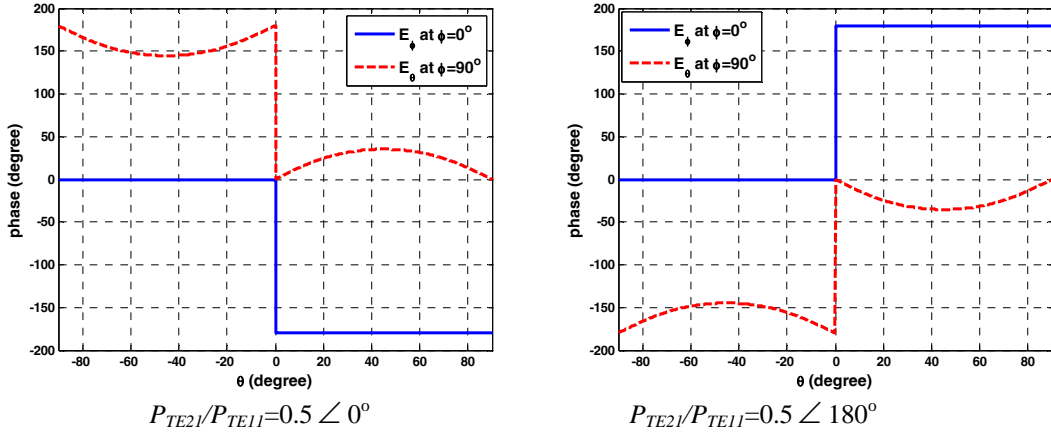 200
150
100
50
0
-50
-100
-150
-200
phase (degree)
-80 -60 -40 -20 0 20 40 60 80
θ (degree)
E_ϕ at ϕ=0°
E_θ at ϕ=90°
P_TE21/P_TE11=0.5 ∠ 0°
200
150
100
50
0
-50
-100
-150
-200
phase (degree)
-80 -60 -40 -20 0 20 40 60 80
θ (degree)
E_ϕ at ϕ=0°
E_θ at ϕ=90°
P_TE21/P_TE11=0.5 ∠ 180°